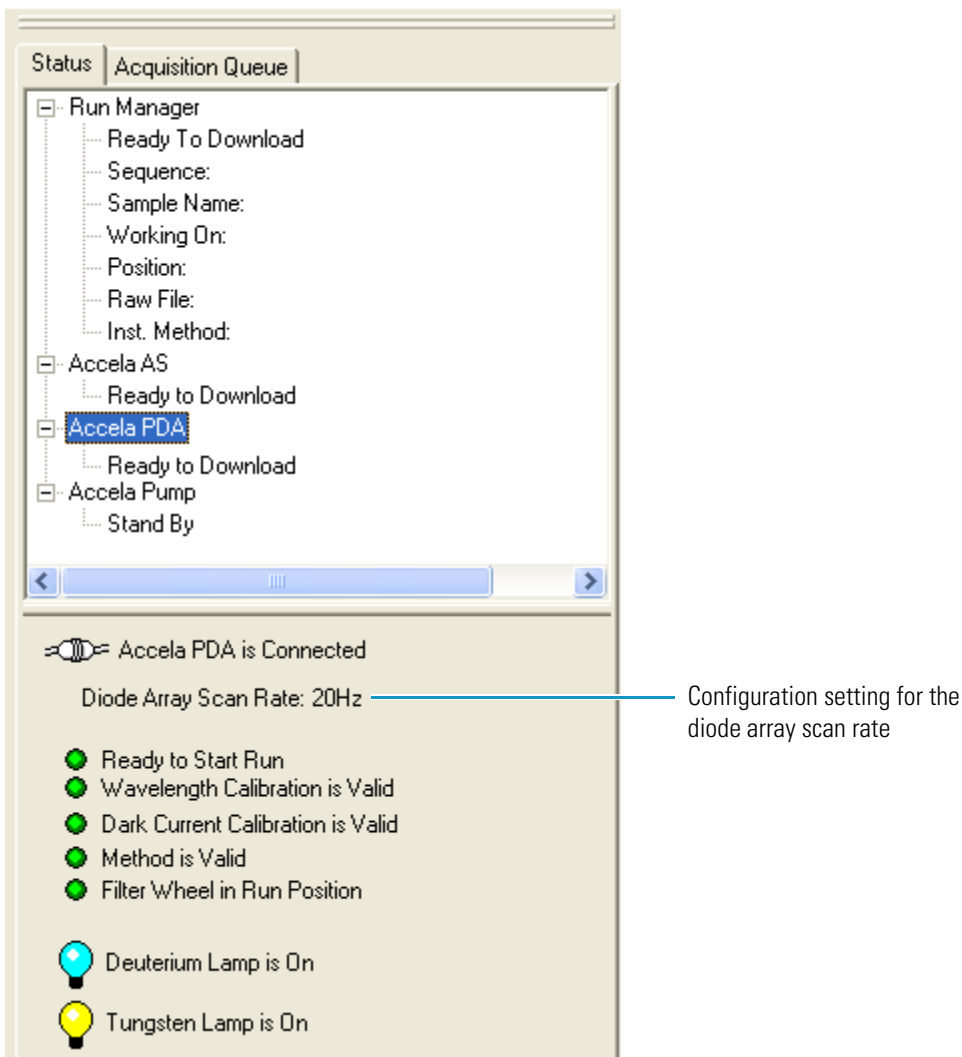 Status
Acquisition Queue
Run Manager
Ready To Download
Sequence:
Sample Name:
Working On:
Position:
Raw File:
Inst. Method:
Accela AS
Ready to Download
Accela PDA
Ready to Download
Accela Pump
Stand By
Accela PDA is Connected
Diode Array Scan Rate: 20Hz
Configuration setting for the
diode array scan rate
Ready to Start Run
Wavelength Calibration is Valid
Dark Current Calibration is Valid
Method is Valid
Filter Wheel in Run Position
Deuterium Lamp is On
Tungsten Lamp is On